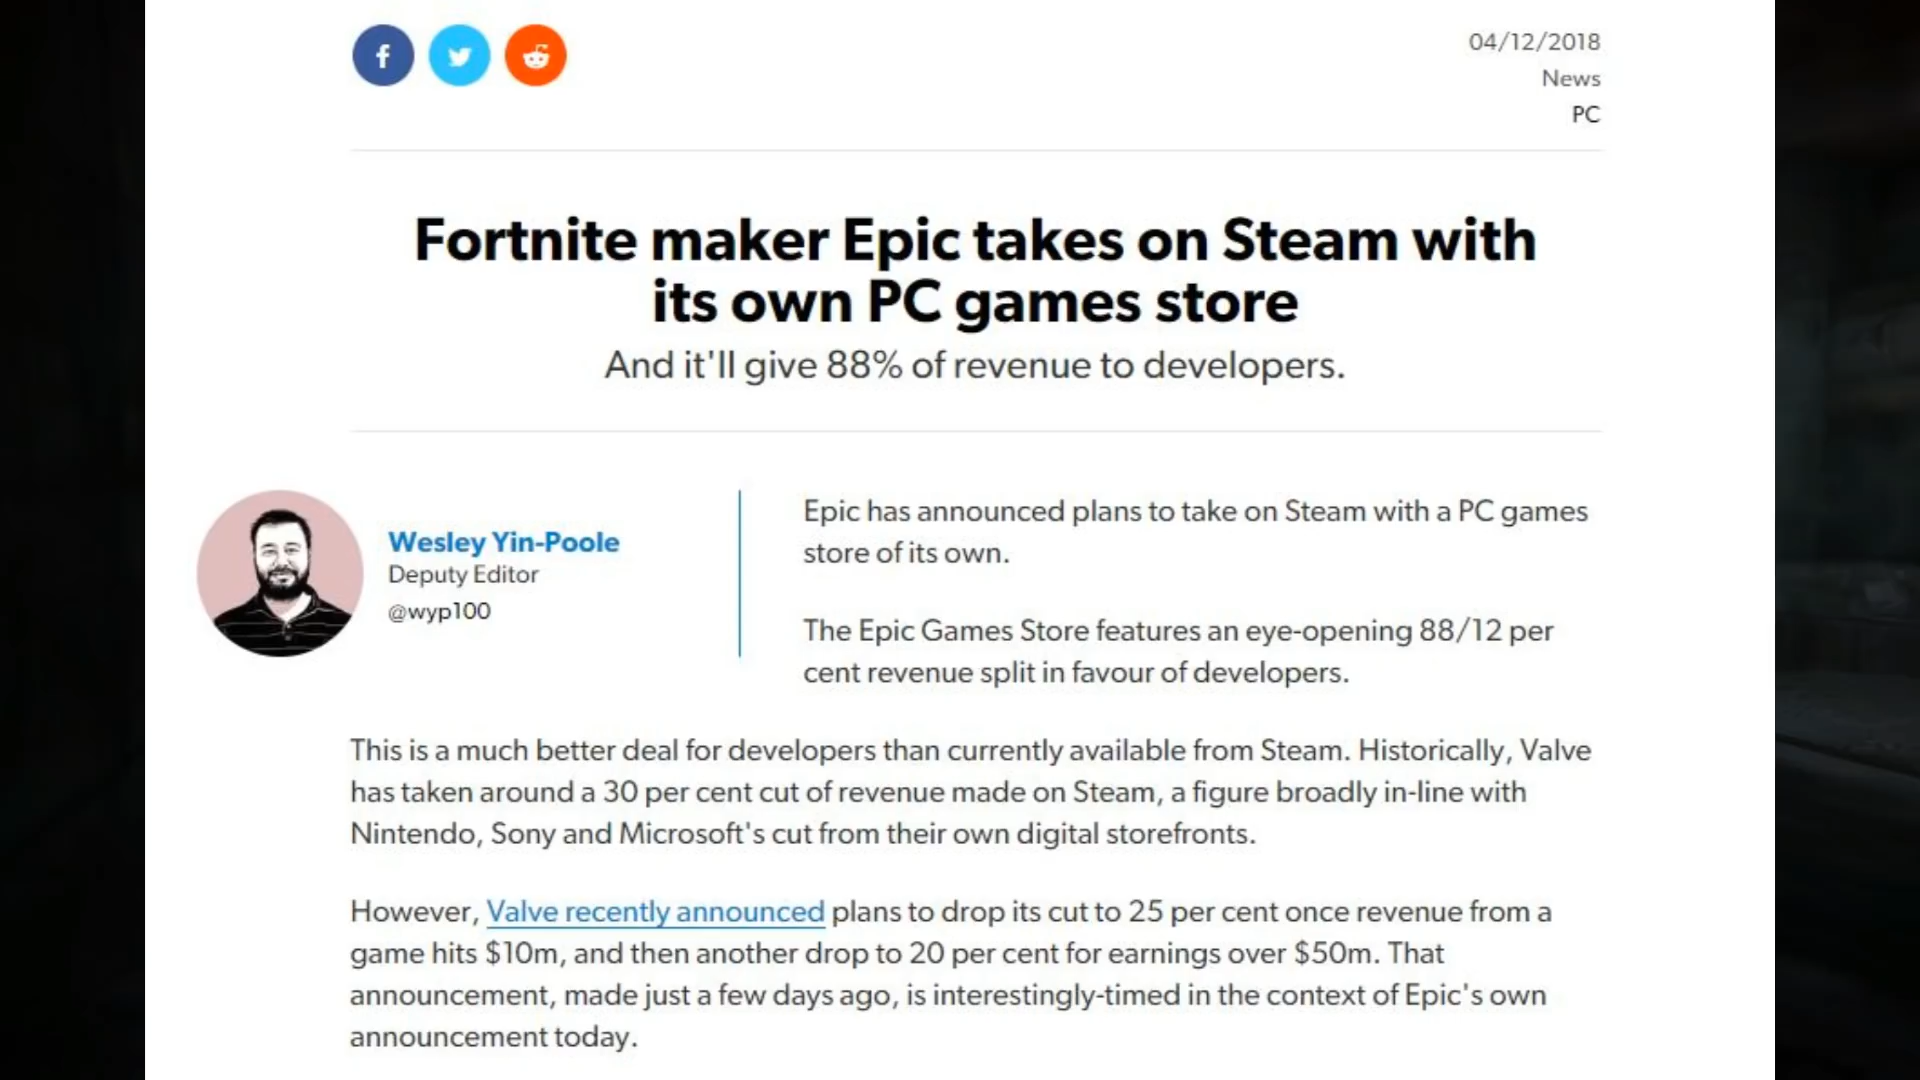 04/12/2018
News
PC
Fortnite maker Epic takes on Steam with
its own PC games store
And it'll give 88% of revenue to developers.
Wesley Yin-Poole
Deputy Editor
@wyp100
Epic has announced plans to take on Steam with a PC games
store of its own.
The Epic Games Store features an eye-opening 88/12 per
cent revenue split in favour of developers.
This is a much better deal for developers than currently available from Steam. Historically, Valve
has taken around a 30 per cent cut of revenue made on Steam, a figure broadly in-line with
Nintendo, Sony and Microsoft's cut from their own digital storefronts.
However, Valve recently announced plans to drop its cut to 25 per cent once revenue from a
game hits $10m, and then another drop to 20 per cent for earnings over $50m. That
announcement, made just a few days ago, is interestingly-timed in the context of Epic's own
announcement today.